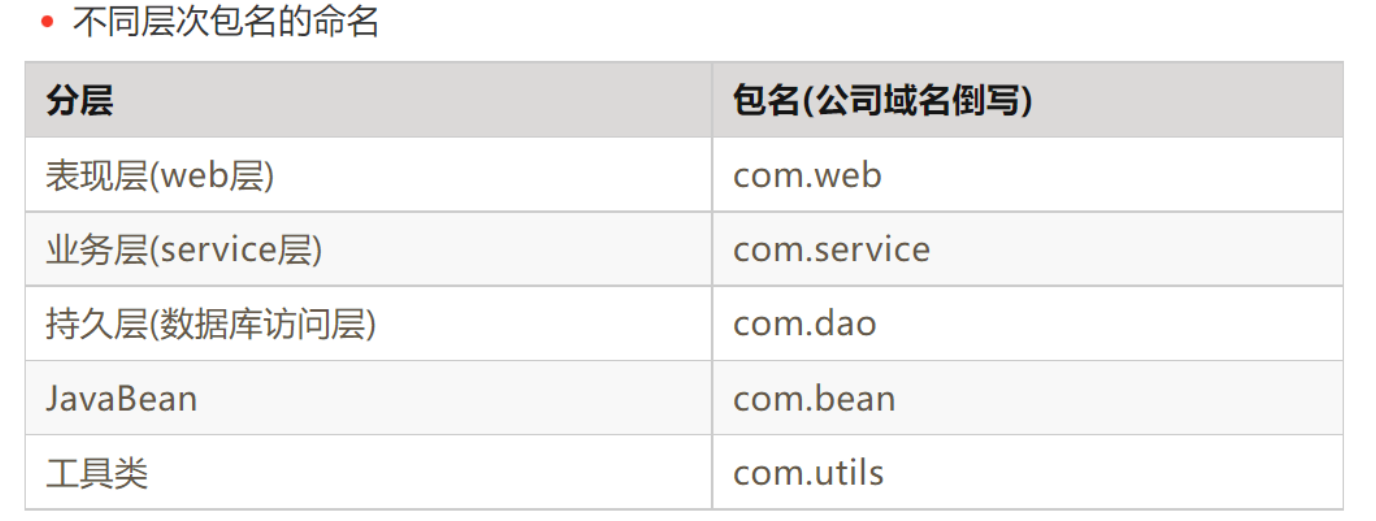 • 不同层次包名的命名
分层 包名(公司域名倒写)
表现层(web层) com.web
业务层(service层) com.service
持久层(数据库访问层) com.dao
JavaBean com.bean
工具类 com.utils